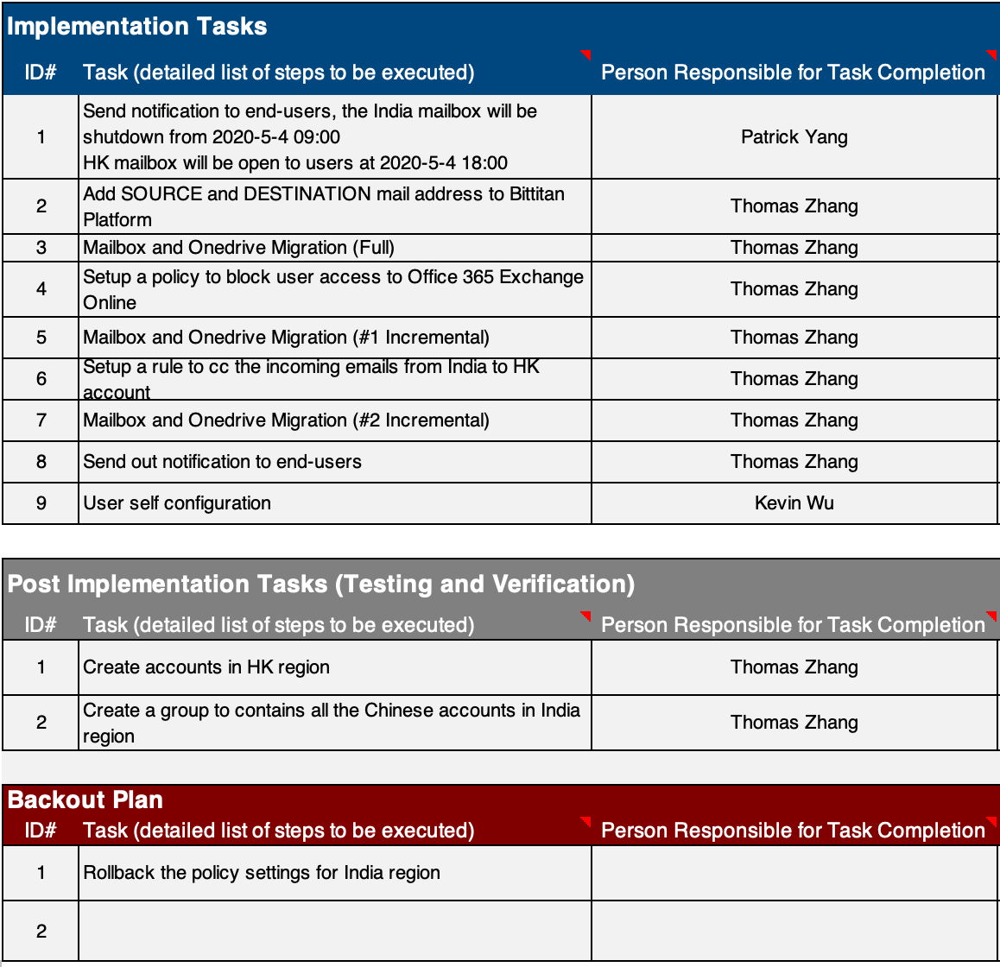 Implementation Tasks
ID# Task (detailed list of steps to be executed) Person Responsible for Task Completion
1 Send notification to end-users, the India mailbox will be
shutdown from 2020-5-4 09:00
HK mailbox will be open to users at 2020-5-4 18:00
Patrick Yang
2 Add SOURCE and DESTINATION mail address to Bittitan
Platform
Thomas Zhang
3 Mailbox and Onedrive Migration (Full) Thomas Zhang
4 Setup a policy to block user access to Office 365 Exchange
Online
Thomas Zhang
5 Mailbox and Onedrive Migration (#1 Incremental) Thomas Zhang
6 Setup a rule to cc the incoming emails from India to HK
account
Thomas Zhang
7 Mailbox and Onedrive Migration (#2 Incremental) Thomas Zhang
8 Send out notification to end-users Thomas Zhang
9 User self configuration Kevin Wu
Post Implementation Tasks (Testing and Verification)
ID# Task (detailed list of steps to be executed) Person Responsible for Task Completion
1 Create accounts in HK region Thomas Zhang
2 Create a group to contains all the Chinese accounts in India
region
Thomas Zhang
Backout Plan
ID# Task (detailed list of steps to be executed) Person Responsible for Task Completion
1 Rollback the policy settings for India region
2